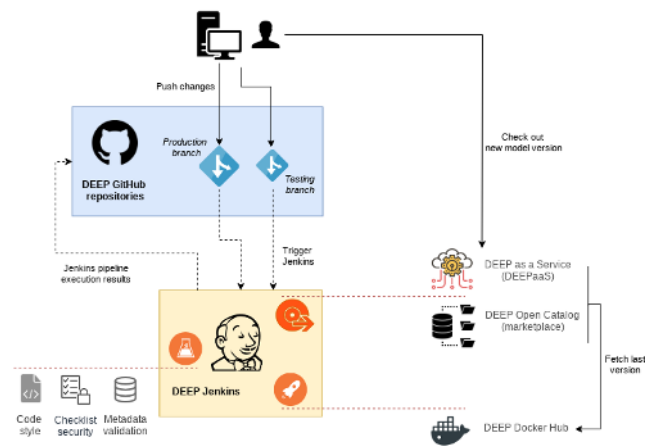 Push changes
Production
branch
Testing
branch
DEEP GitHub
repositories
Check out
new model version
Trigger
Jenkins
Jenkins pipeline
execution results
DEEP as a Service
(DEEPaaS)
DEEP Open Catalog
(marketplace)
Fetch last
version
DEEP Jenkins
Code
style
Checklist
security
Metadata
validation
DEEP Docker Hub